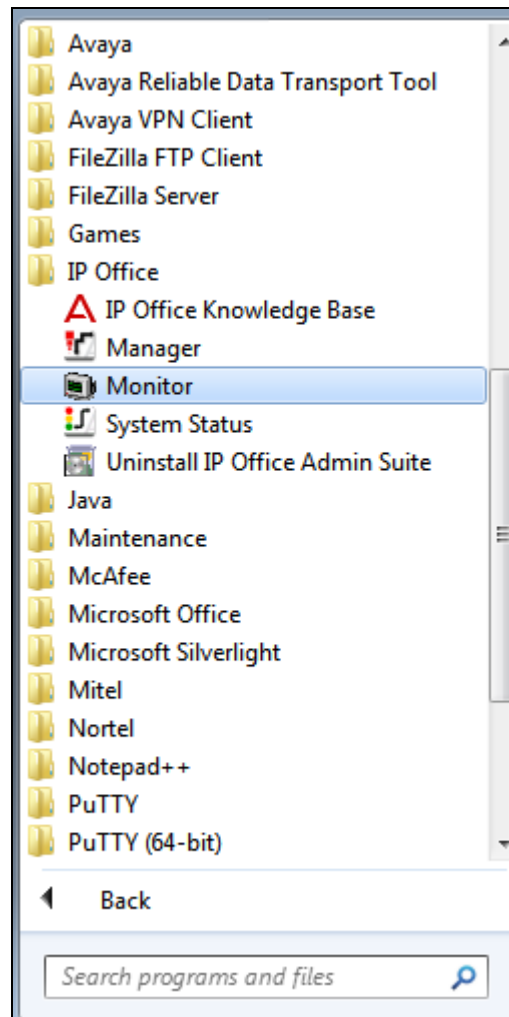 Avaya
Avaya Reliable Data Transport Tool
Avaya VPN Client
FileZilla FTP Client
FileZilla Server
Games
IP Office
IP Office Knowledge Base
Manager
Monitor
System Status
Uninstall IP Office Admin Suite
Java
Maintenance
McAfee
Microsoft Office
Microsoft Silverlight
Mitel
Nortel
Notepad++
PuTTY
PuTTY (64-bit)
Back
Search programs and files